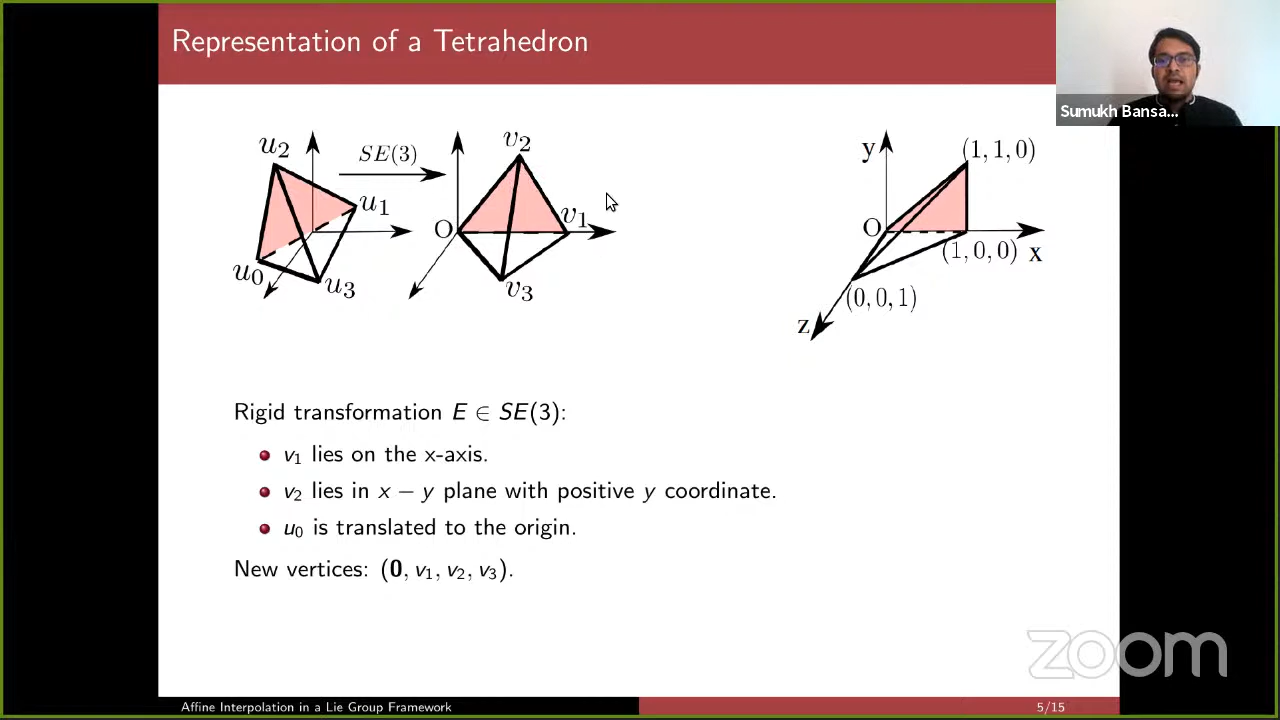 Representation of a Tetrahedron
Sumukh Bansa...
u₂
SE(3)
u₁
u₀
u₃
v₂
O
v₁
v₃
y
(1, 1, 0)
O
(1, 0, 0)
x
(0, 0, 1)
z
Rigid transformation E ∈ SE(3):
v₁ lies on the x-axis.
v₂ lies in x − y plane with positive y coordinate.
u₀ is translated to the origin.
New vertices: (0, v₁, v₂, v₃).
zoom
Affine Interpolation in a Lie Group Framework
5/15